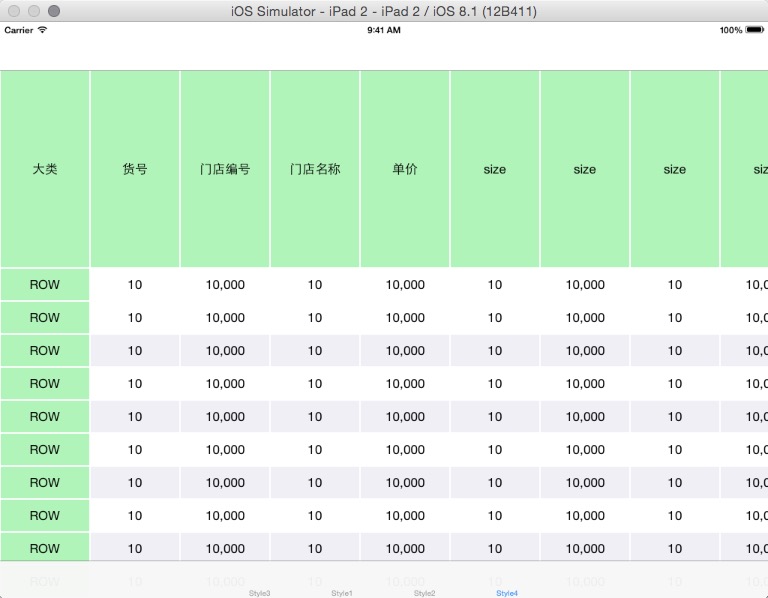 iOS Simulator - iPad 2 - iPad 2 / iOS 8.1 (12B411)
Carrier 9:41 AM 100%
大类 货号 门店编号 门店名称 单价 size size size siz
ROW 10 10,000 10 10,000 10 10,000 10 10,0
ROW 10 10,000 10 10,000 10 10,000 10 10,0
ROW 10 10,000 10 10,000 10 10,000 10 10,0
ROW 10 10,000 10 10,000 10 10,000 10 10,0
ROW 10 10,000 10 10,000 10 10,000 10 10,0
ROW 10 10,000 10 10,000 10 10,000 10 10,0
ROW 10 10,000 10 10,000 10 10,000 10 10,0
ROW 10 10,000 10 10,000 10 10,000 10 10,0
ROW 10 10,000 10 10,000 10 10,000 10 10,0
ROW 10 10,000 10 10,000 10 10,000 10 10,0
Style3 Style1 Style2 Style4